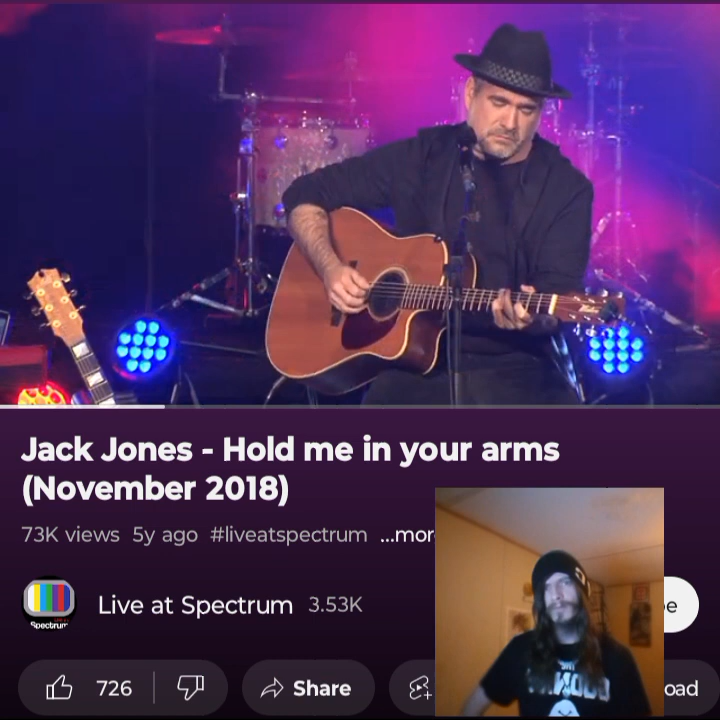 Jack Jones - Hold me in your arms
(November 2018)
73K views 5y ago #liveatspectrum ...mor
Live at Spectrum 3.53K
Spectrum
726 Share oad